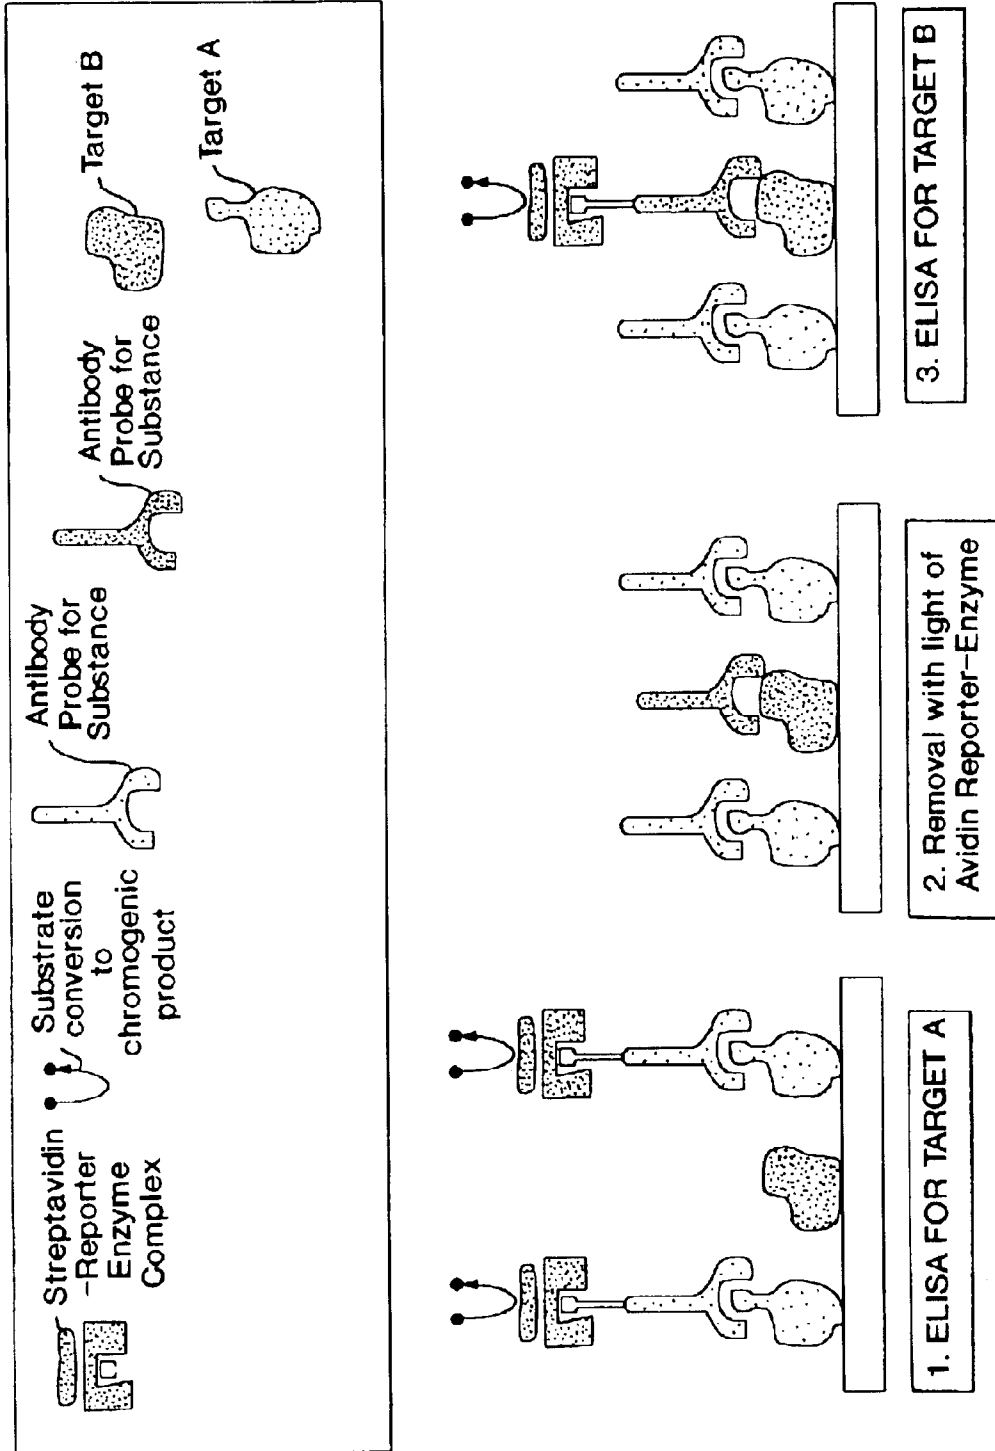 Streptavidin
-Reporter
Enzyme
Complex
Substrate
conversion
to
chromogenic
product
Antibody
Probe for
Substance
Antibody
Probe for
Substance
Target B
Target A
1. ELISA FOR TARGET A
2. Removal with light of
Avidin Reporter-Enzyme
3. ELISA FOR TARGET B